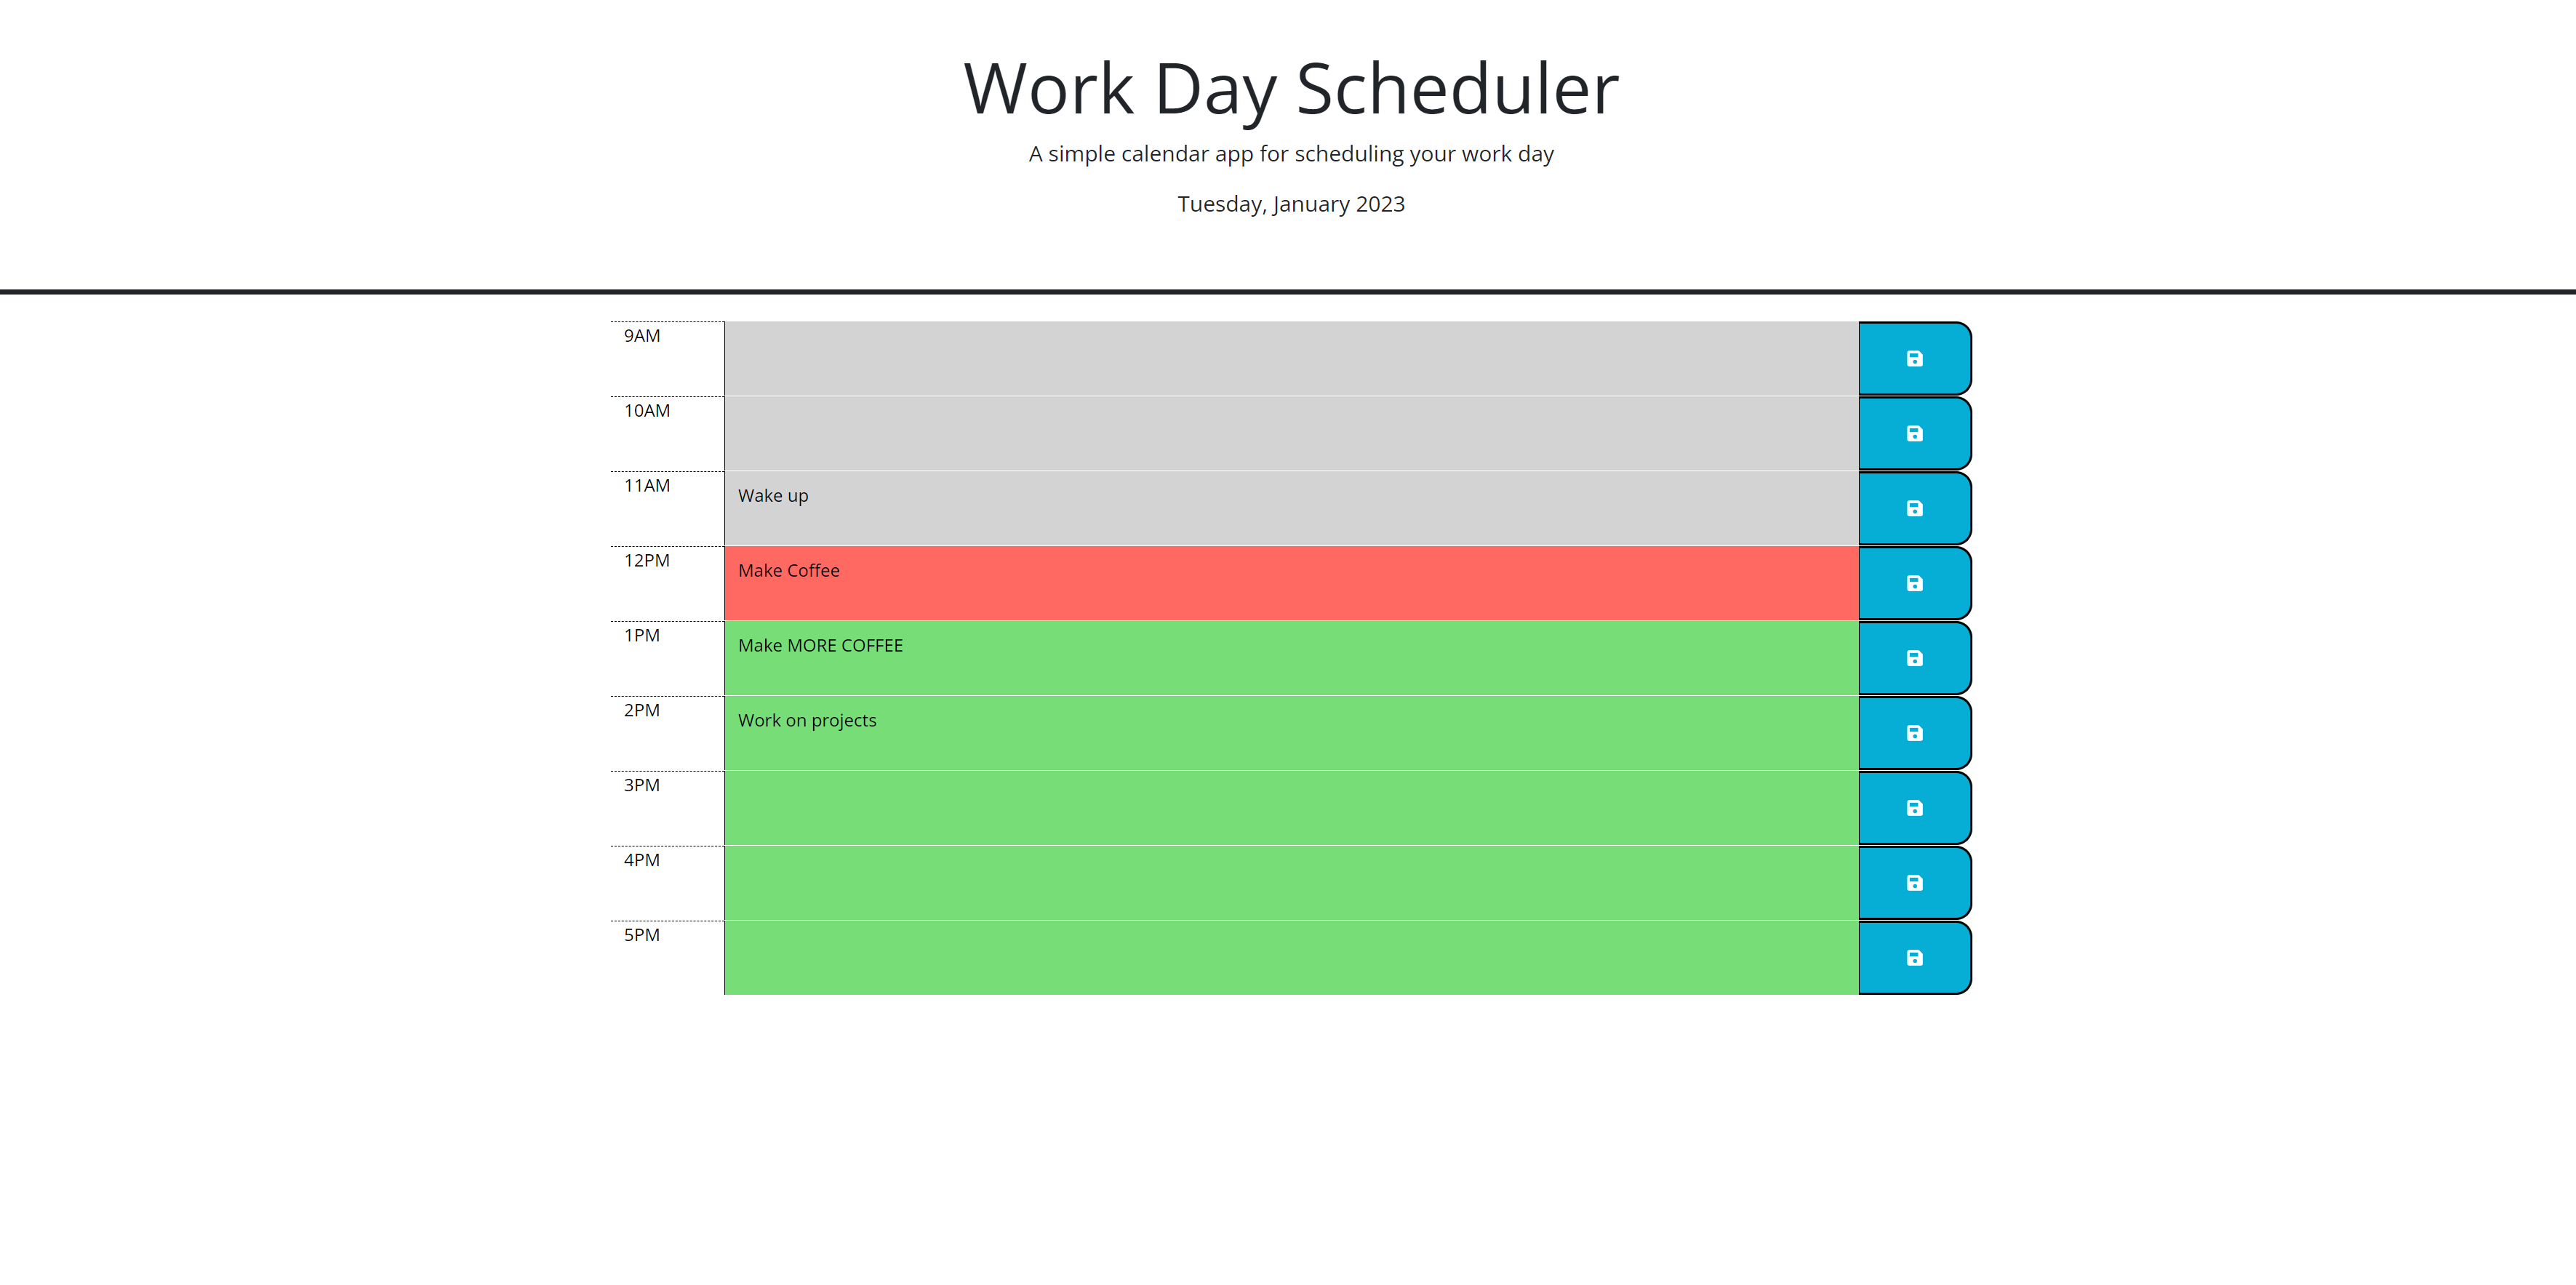 Work Day Scheduler
A simple calendar app for scheduling your work day
Tuesday, January 2023
9AM
10AM
11AM Wake up
12PM Make Coffee
1PM Make MORE COFFEE
2PM Work on projects
3PM
4PM
5PM